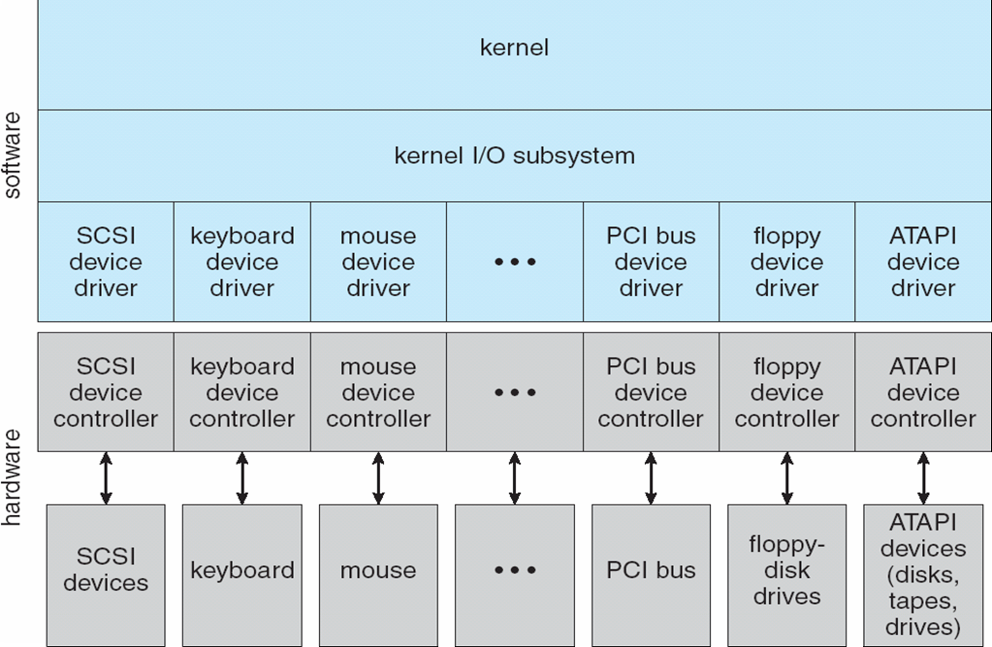 software
kernel
kernel I/O subsystem
SCSI
device
driver
keyboard
device
driver
mouse
device
driver
•••
PCI bus
device
driver
floppy
device
driver
ATAPI
device
driver
hardware
SCSI
device
controller
keyboard
device
controller
mouse
device
controller
•••
PCI bus
device
controller
floppy
device
controller
ATAPI
device
controller
SCSI
devices
keyboard
mouse
•••
PCI bus
floppy-
disk
drives
ATAPI
devices
(disks,
tapes,
drives)